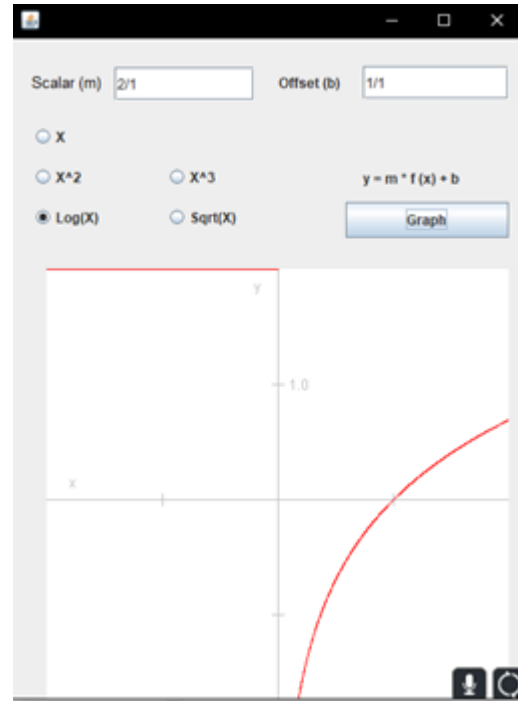 Scalar (m) 2/1 Offset (b) 1/1
X
X^2 X^3 y = m * f (x) + b
Log(X) Sqrt(X) Graph
y
1.0
x